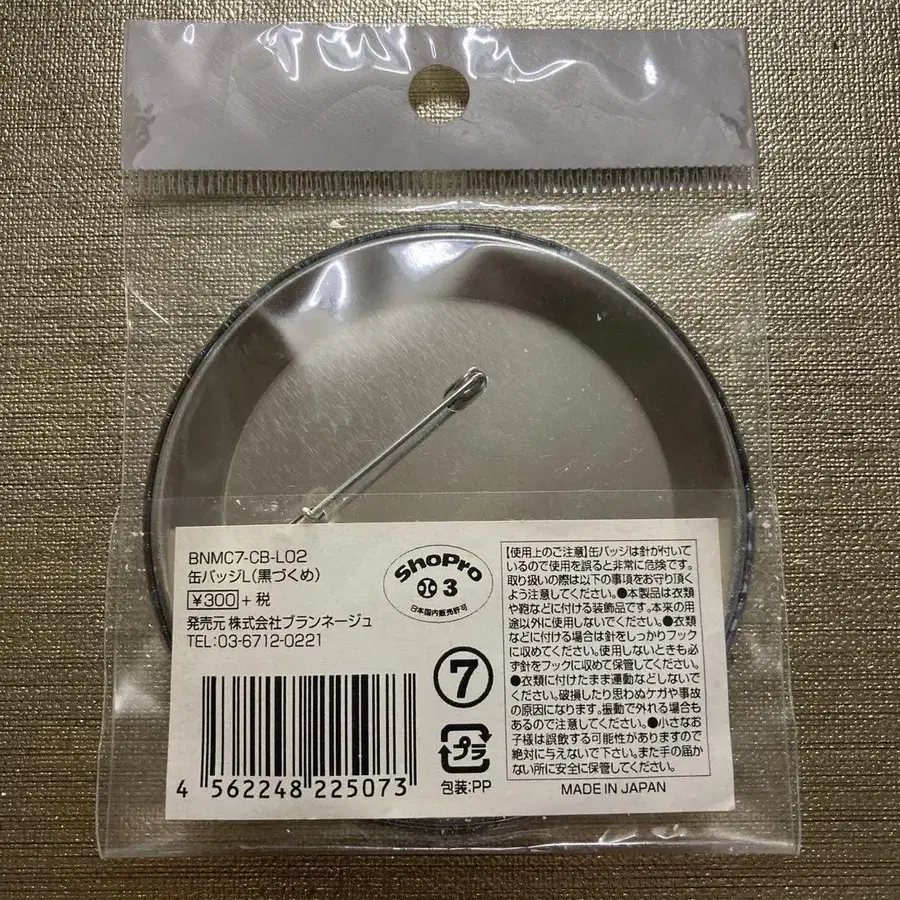 BNMC7-CB-L02
缶バッジL(黒づくめ)
¥300+税
発売元 株式会社ブランネージュ
TEL:03-6712-0221
ShoPro
3
日本国内販売許可
7
プラ
包装:PP
4 562248 225073
【使用上のご注意】缶バッジは針が付いて
いるので使用を誤ると非常に危険です。
取り扱いの際は以下の事項をお守り頂く
よう注意してください。●本製品は衣類
や鞄などに付ける装飾品です。本来の用
途以外に使用しないでください。●衣類
などに付ける場合は針をしっかりフック
に収めてください。使用しないときも必
ず針をフックに収めて保管してください。
●衣類に付けたまま運動などしないで
ください。破損したり思わぬケガや事故
の原因になります。振動で外れる場合も
あるので注意してください。●小さなお
子様は誤飲する可能性がありますので
絶対に与えないで下さい。また手の届か
ない所に安全に保管してください。
MADE IN JAPAN